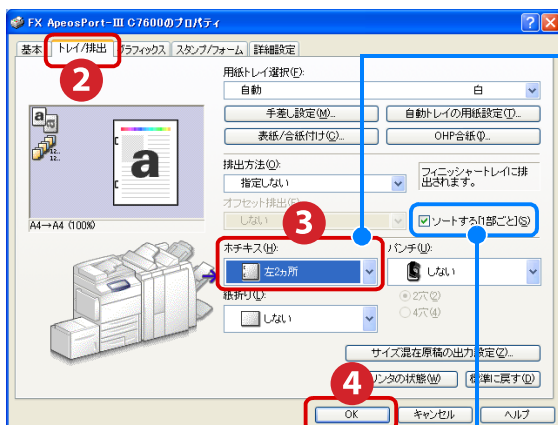 FX ApeosPort-III C7600のプロパティ
基本 トレイ/排出 グラフィックス スタンプ/フォーム 詳細設定
2
用紙トレイ選択(F):
自動 白
手差し設定(M)... 自動トレイの用紙設定(T)...
表紙/合紙付け(C)... OHP合紙(I)...
a
a
12..
12..
a
A4→A4 (100%)
排出方法(O):
指定しない
フィニッシャートレイに排
出されます。
オフセット排出(F):
しない
3
ソートする[1部ごと](S)
ホチキス(H): パンチ(U):
左2ヵ所 しない
紙折り(L): 2穴(2)
しない 4穴(4)
サイズ混在原稿の出力設定(Z)...
リンタの状態(W) 標準に戻す(D)
4
OK キャンセル ヘルプ